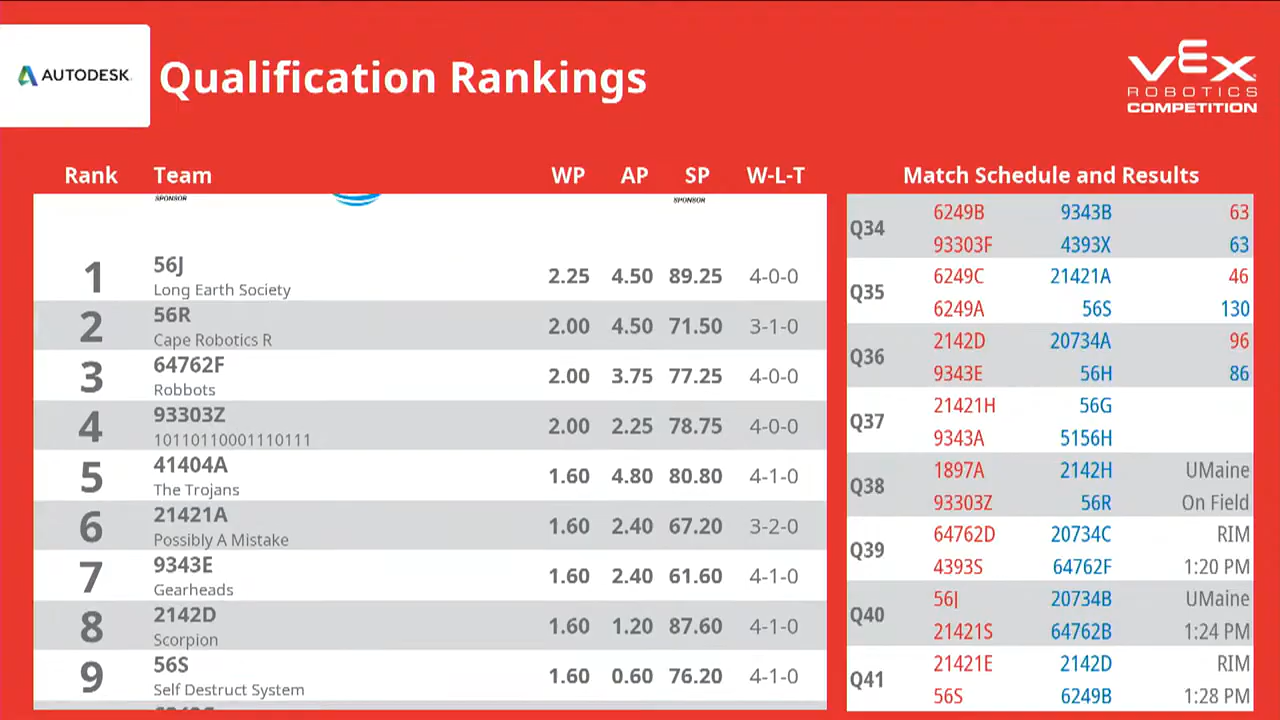 AUTODESK
Qualification Rankings
VEX
ROBOTICS
COMPETITION
Rank Team WP AP SP W-L-T
SPONSOR SPONSOR
1 56J 2.25 4.50 89.25 4-0-0
Long Earth Society
2 56R 2.00 4.50 71.50 3-1-0
Cape Robotics R
3 64762F 2.00 3.75 77.25 4-0-0
Robbots
4 93303Z 2.00 2.25 78.75 4-0-0
10110110001110111
5 41404A 1.60 4.80 80.80 4-1-0
The Trojans
6 21421A 1.60 2.40 67.20 3-2-0
Possibly A Mistake
7 9343E 1.60 2.40 61.60 4-1-0
Gearheads
8 2142D 1.60 1.20 87.60 4-1-0
Scorpion
9 56S 1.60 0.60 76.20 4-1-0
Self Destruct System
Match Schedule and Results
Q34 6249B 9343B 63
93303F 4393X 63
Q35 6249C 21421A 46
6249A 56S 130
Q36 2142D 20734A 96
9343E 56H 86
Q37 21421H 56G
9343A 5156H
Q38 1897A 2142H UMaine
93303Z 56R On Field
Q39 64762D 20734C RIM
4393S 64762F 1:20 PM
Q40 56J 20734B UMaine
21421S 64762B 1:24 PM
Q41 21421E 2142D RIM
56S 6249B 1:28 PM